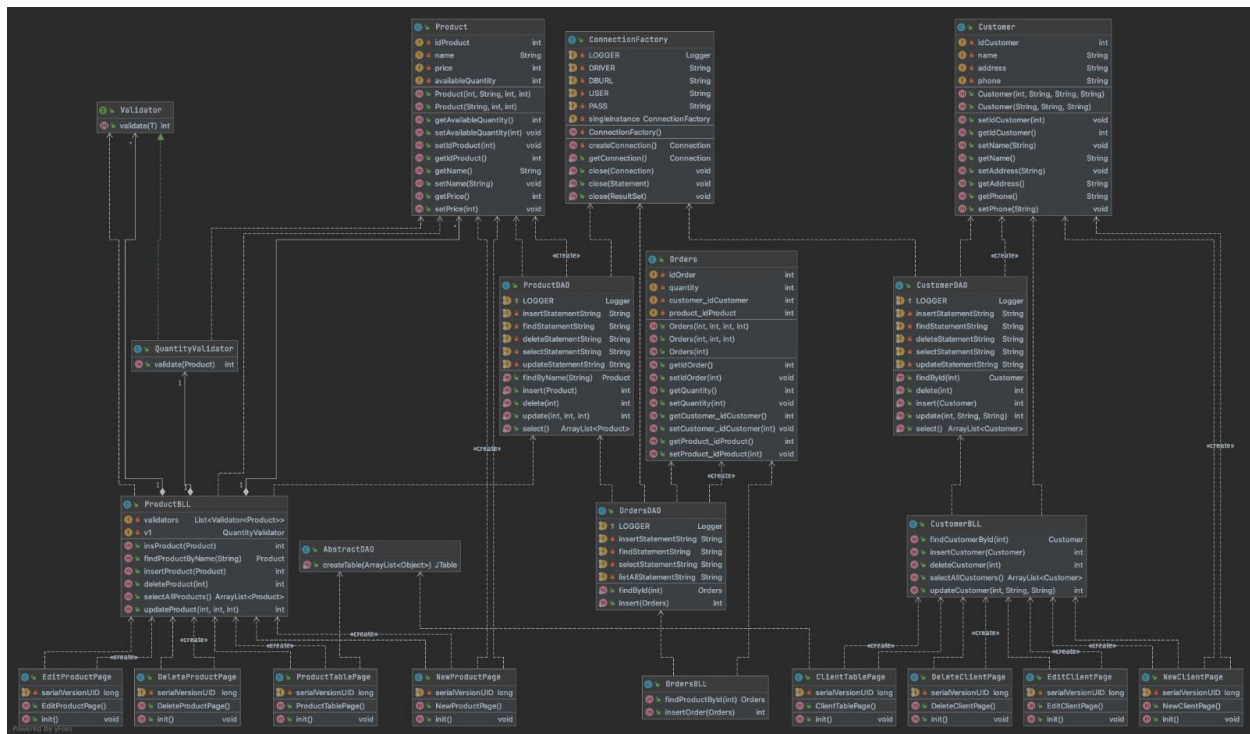 Product
idProduct int
name String
price int
availableQuantity int
Product(int, String, int, int)
Product(String, int, int)
getAvailableQuantity() int
setAvailableQuantity(int) void
setIdProduct(int) void
getIdProduct() int
getName() String
setName(String) void
getPrice() int
setPrice(int) void
ConnectionFactory
LOGGER Logger
DRIVER String
DBURL String
USER String
PASS String
singleInstance ConnectionFactory
ConnectionFactory()
createConnection() Connection
getConnection() Connection
close(Connection) void
close(Statement) void
close(ResultSet) void
Customer
idCustomer int
name String
address String
phone String
Customer(int, String, String, String)
Customer(String, String, String)
setIdCustomer(int) void
getIdCustomer() int
setName(String) void
getName() String
setAddress(String) void
getAddress() String
getPhone() String
setPhone(String) void
Validator
validate(T) int
*
*
«create»
«create»
«create»
Orders
idOrder int
quantity int
customer_idCustomer int
product_idProduct int
Orders(int, int, int, int)
Orders(int, int, int)
Orders(int)
getIdOrder() int
setIdOrder(int) void
getQuantity() int
setQuantity(int) void
getCustomer_idCustomer() int
setCustomer_idCustomer(int) void
getProduct_idProduct() int
setProduct_idProduct(int) void
ProductDAO
LOGGER Logger
insertStatementString String
findStatementString String
deleteStatementString String
selectStatementString String
updateStatementString String
findByName(String) Product
insert(Product) int
delete(int) int
update(int, int, int) int
select() ArrayList<Product>
CustomerDAO
LOGGER Logger
insertStatementString String
findStatementString String
deleteStatementString String
selectStatementString String
updateStatementString String
findById(int) Customer
delete(int) int
insert(Customer) int
update(int, String, String) int
select() ArrayList<Customer>
QuantityValidator
validate(Product) int
1
«create»
«create»
«create»
1
1
1
ProductBLL
validators List<Validator<Product>>
v1 QuantityValidator
insProduct(Product) int
findProductByName(String) Product
insertProduct(Product) int
deleteProduct(int) int
selectAllProducts() ArrayList<Product>
updateProduct(int, int, int) int
AbstractDAO
createTable(ArrayList<Object>) JTable
OrdersDAO
LOGGER Logger
insertStatementString String
findStatementString String
selectStatementString String
listAllStatementString String
findById(int) Orders
insert(Orders) int
CustomerBLL
findCustomerById(int) Customer
insertCustomer(Customer) int
deleteCustomer(int) int
selectAllCustomers() ArrayList<Customer>
updateCustomer(int, String, String) int
«create»
«create»
«create»
«create»
«create»
«create»
«create»
«create»
EditProductPage
serialVersionUID long
EditProductPage()
init() void
DeleteProductPage
serialVersionUID long
DeleteProductPage()
init() void
ProductTablePage
serialVersionUID long
ProductTablePage()
init() void
NewProductPage
serialVersionUID long
NewProductPage()
init() void
OrdersBLL
findProductById(int) Orders
insertOrder(Orders) int
ClientTablePage
serialVersionUID long
ClientTablePage()
init() void
DeleteClientPage
serialVersionUID long
DeleteClientPage()
init() void
EditClientPage
serialVersionUID long
EditClientPage()
init() void
NewClientPage
serialVersionUID long
NewClientPage()
init() void
Powered by yFiles